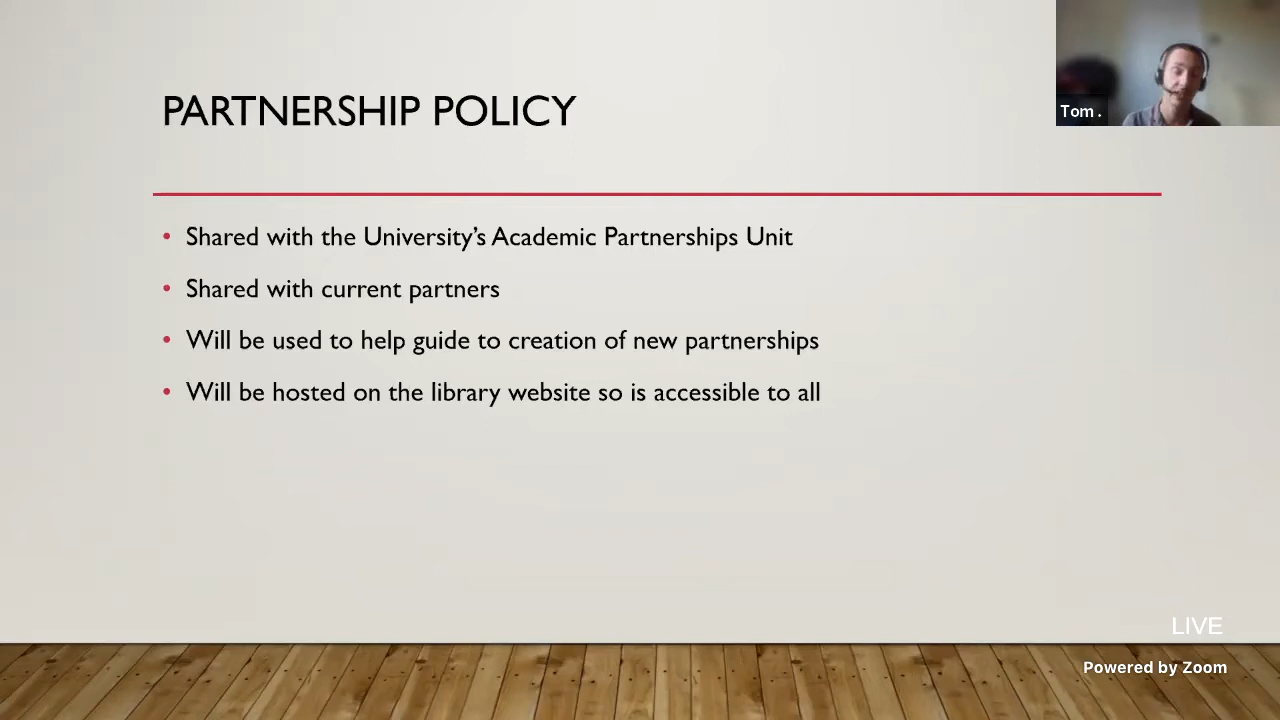 PARTNERSHIP POLICY
Tom .
• Shared with the University’s Academic Partnerships Unit
• Shared with current partners
• Will be used to help guide to creation of new partnerships
• Will be hosted on the library website so is accessible to all
LIVE
Powered by Zoom